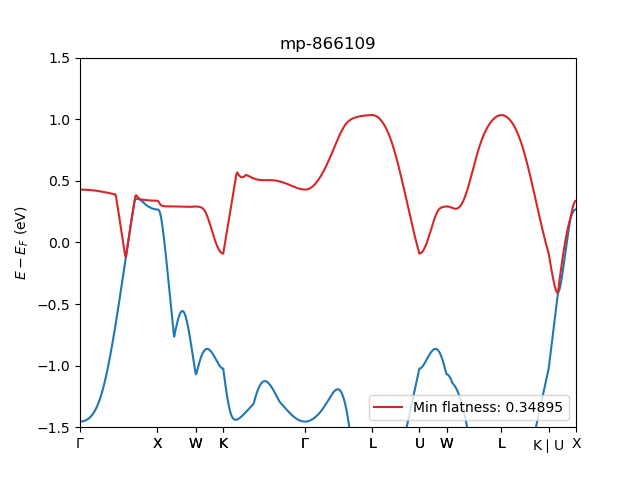 mp-866109
1.5
1.0
0.5
0.0
−0.5
−1.0
−1.5
E − E_F (eV)
Min flatness: 0.34895
Γ X W K Γ L U W L K | U X